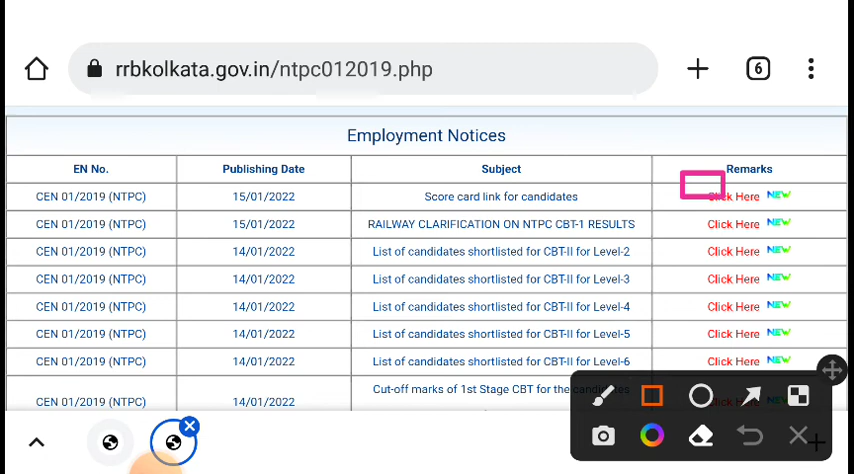 rrbkolkata.gov.in/ntpc012019.php
6
Employment Notices
EN No. Publishing Date Subject Remarks
CEN 01/2019 (NTPC) 15/01/2022 Score card link for candidates Click Here NEW
CEN 01/2019 (NTPC) 15/01/2022 RAILWAY CLARIFICATION ON NTPC CBT-1 RESULTS Click Here NEW
CEN 01/2019 (NTPC) 14/01/2022 List of candidates shortlisted for CBT-II for Level-2 Click Here NEW
CEN 01/2019 (NTPC) 14/01/2022 List of candidates shortlisted for CBT-II for Level-3 Click Here NEW
CEN 01/2019 (NTPC) 14/01/2022 List of candidates shortlisted for CBT-II for Level-4 Click Here NEW
CEN 01/2019 (NTPC) 14/01/2022 List of candidates shortlisted for CBT-II for Level-5 Click Here NEW
CEN 01/2019 (NTPC) 14/01/2022 List of candidates shortlisted for CBT-II for Level-6 Click Here NEW
Cut-off marks of 1st Stage CBT for the candidates
CEN 01/2019 (NTPC) 14/01/2022 Click Here